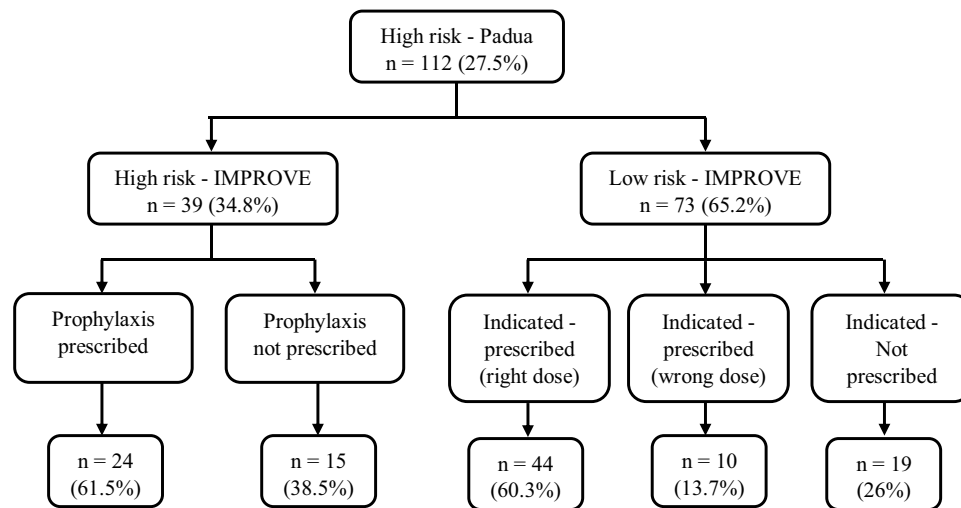 High risk - Padua
n = 112 (27.5%)
High risk - IMPROVE
n = 39 (34.8%)
Low risk - IMPROVE
n = 73 (65.2%)
Prophylaxis
prescribed
Prophylaxis
not prescribed
Indicated -
prescribed
(right dose)
Indicated -
prescribed
(wrong dose)
Indicated -
Not
prescribed
n = 24
(61.5%)
n = 15
(38.5%)
n = 44
(60.3%)
n = 10
(13.7%)
n = 19
(26%)